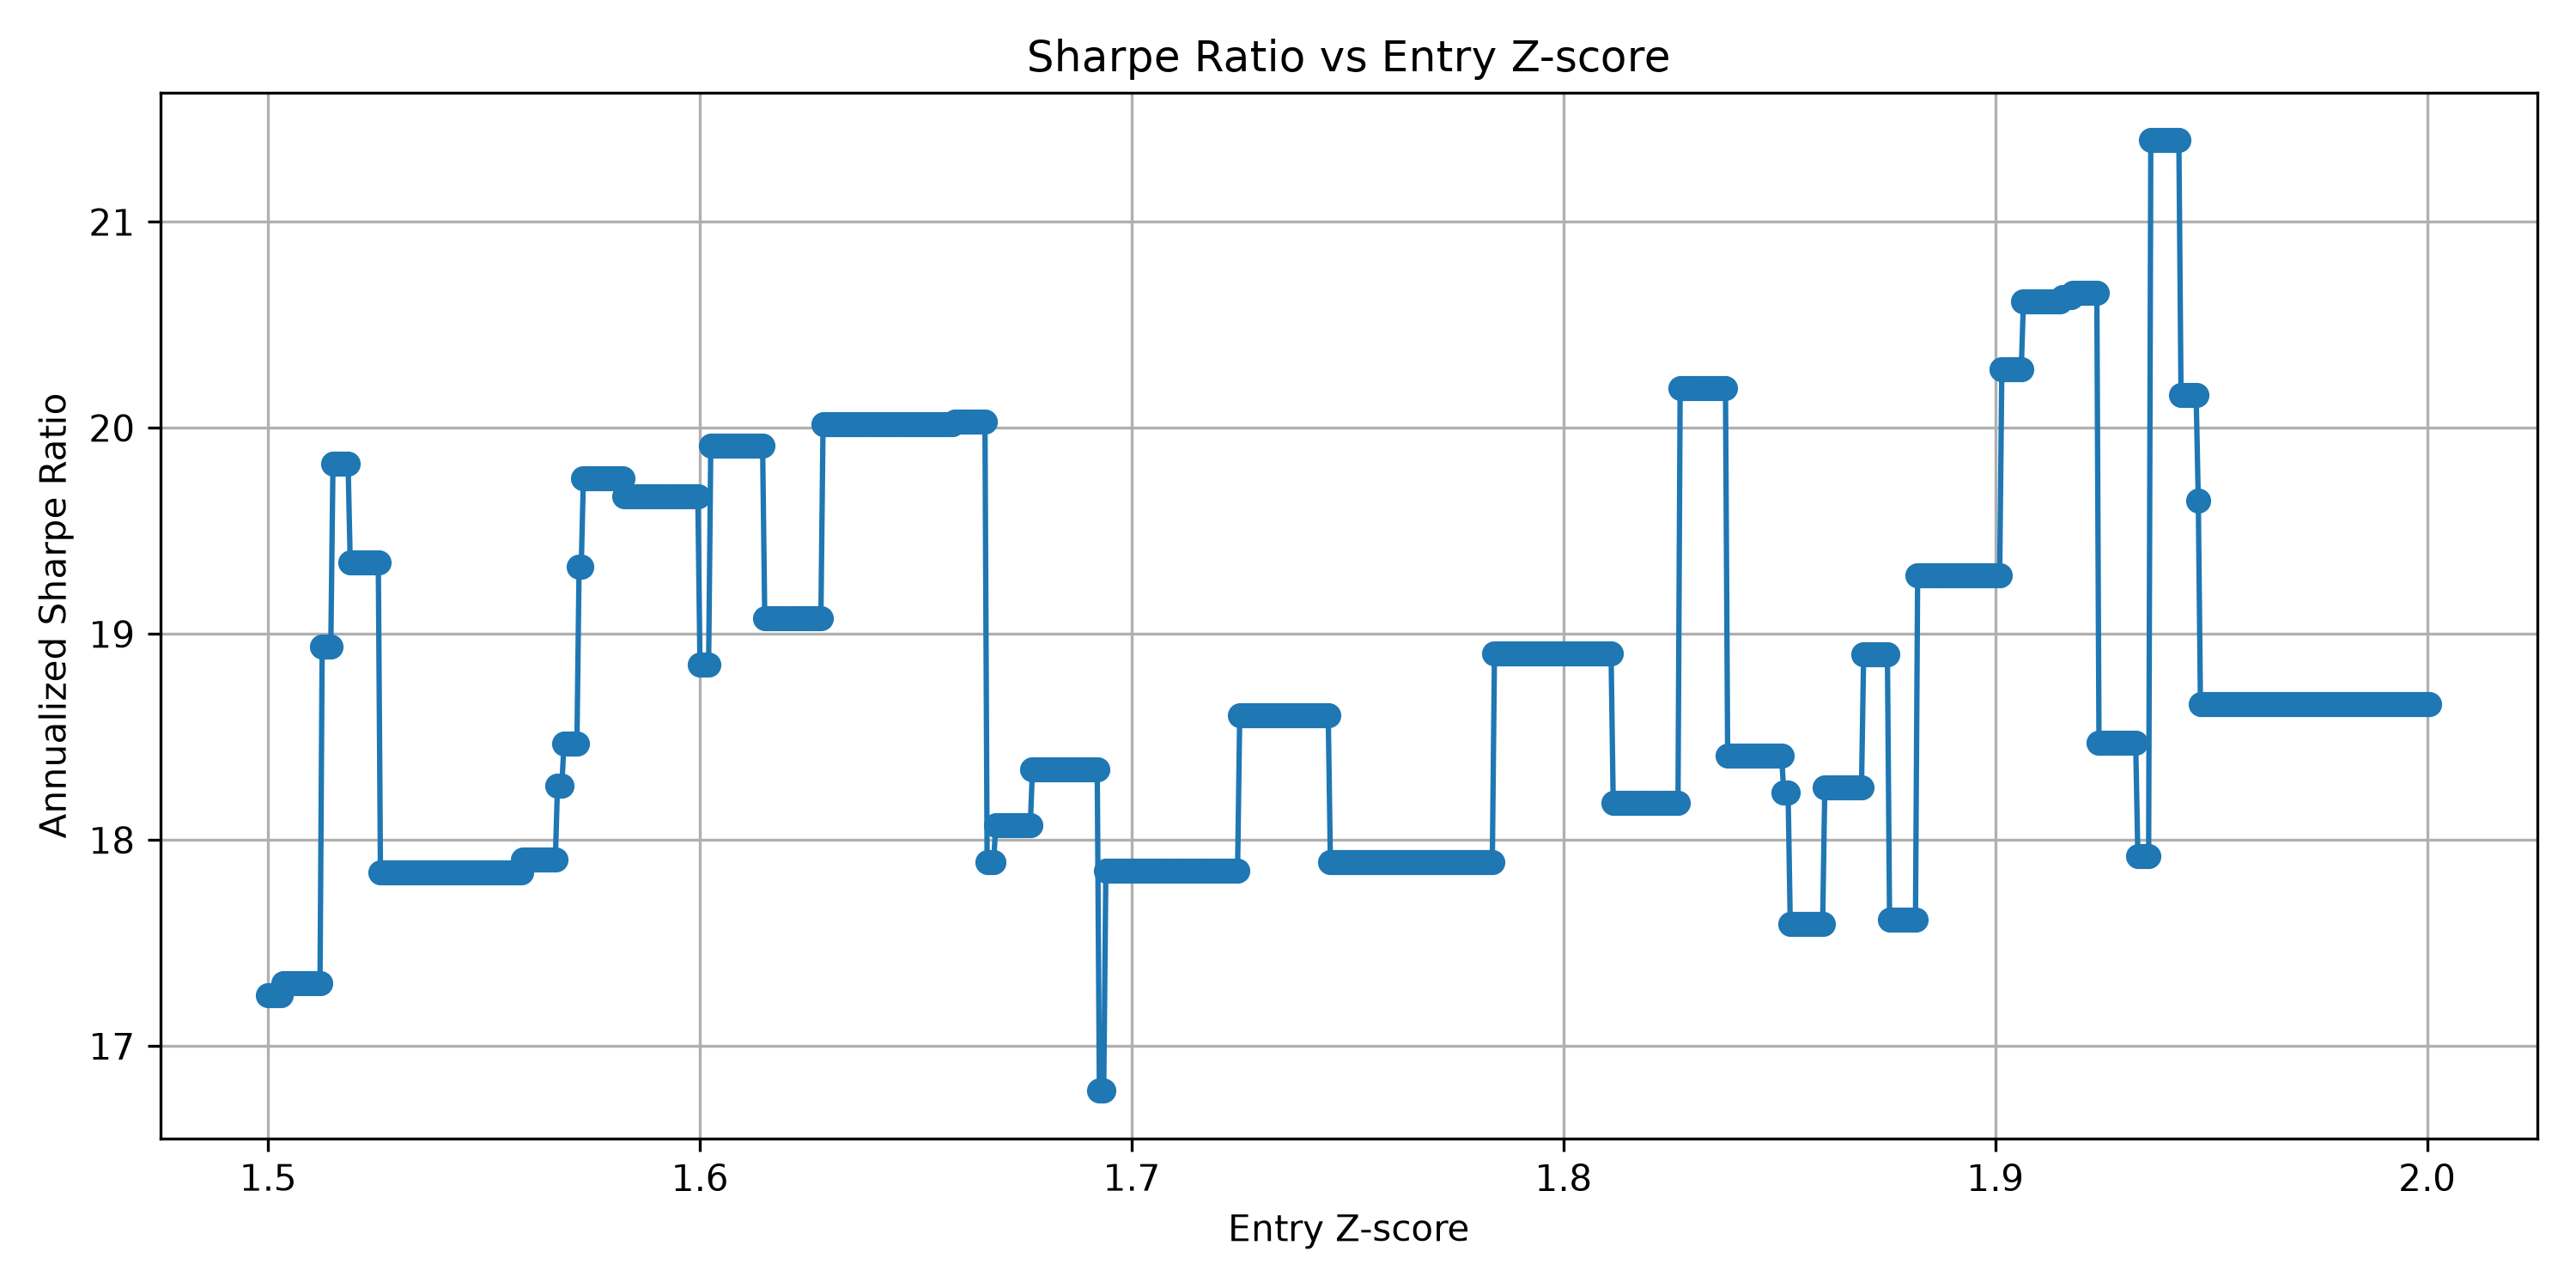 Sharpe Ratio vs Entry Z-score
Annualized Sharpe Ratio
21
20
19
18
17
1.5 1.6 1.7 1.8 1.9 2.0
Entry Z-score